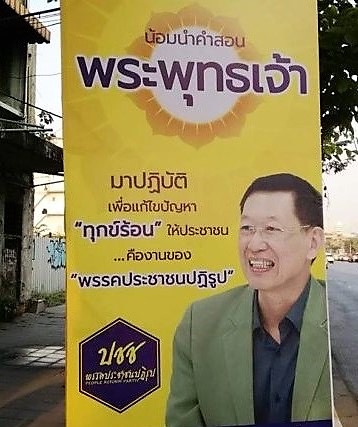 น้อมนำคำสอน
พระพุทธเจ้า
มาปฏิบัติ
เพื่อแก้ไขปัญหา
“ทุกข์ร้อน” ให้ประชาชน
...คืองานของ
“พรรคประชาชนปฏิรูป”
ปชช
พรรคประชาชนปฏิรูป
PEOPLE REFORM PARTY